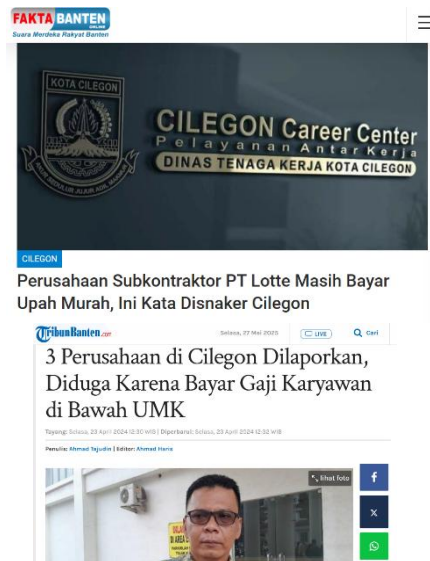 FAKTA BANTEN
ONLINE
Suara Merdeka Rakyat Banten
KOTA CILEGON
CILEGON Career Center
Pelayanan Antar Kerja
DINAS TENAGA KERJA KOTA CILEGON
CILEGON
Perusahaan Subkontraktor PT Lotte Masih Bayar
Upah Murah, Ini Kata Disnaker Cilegon
TribunBanten.com
Selasa, 27 Mei 2025
LIVE
Cari
3 Perusahaan di Cilegon Dilaporkan,
Diduga Karena Bayar Gaji Karyawan
di Bawah UMK
Tayang: Selasa, 23 April 2024 12:30 WIB | Diperbarui: Selasa, 23 April 2024 12:32 WIB
Penulis: Ahmad Tajudin | Editor: Ahmad Haris
lihat foto
DI AREA